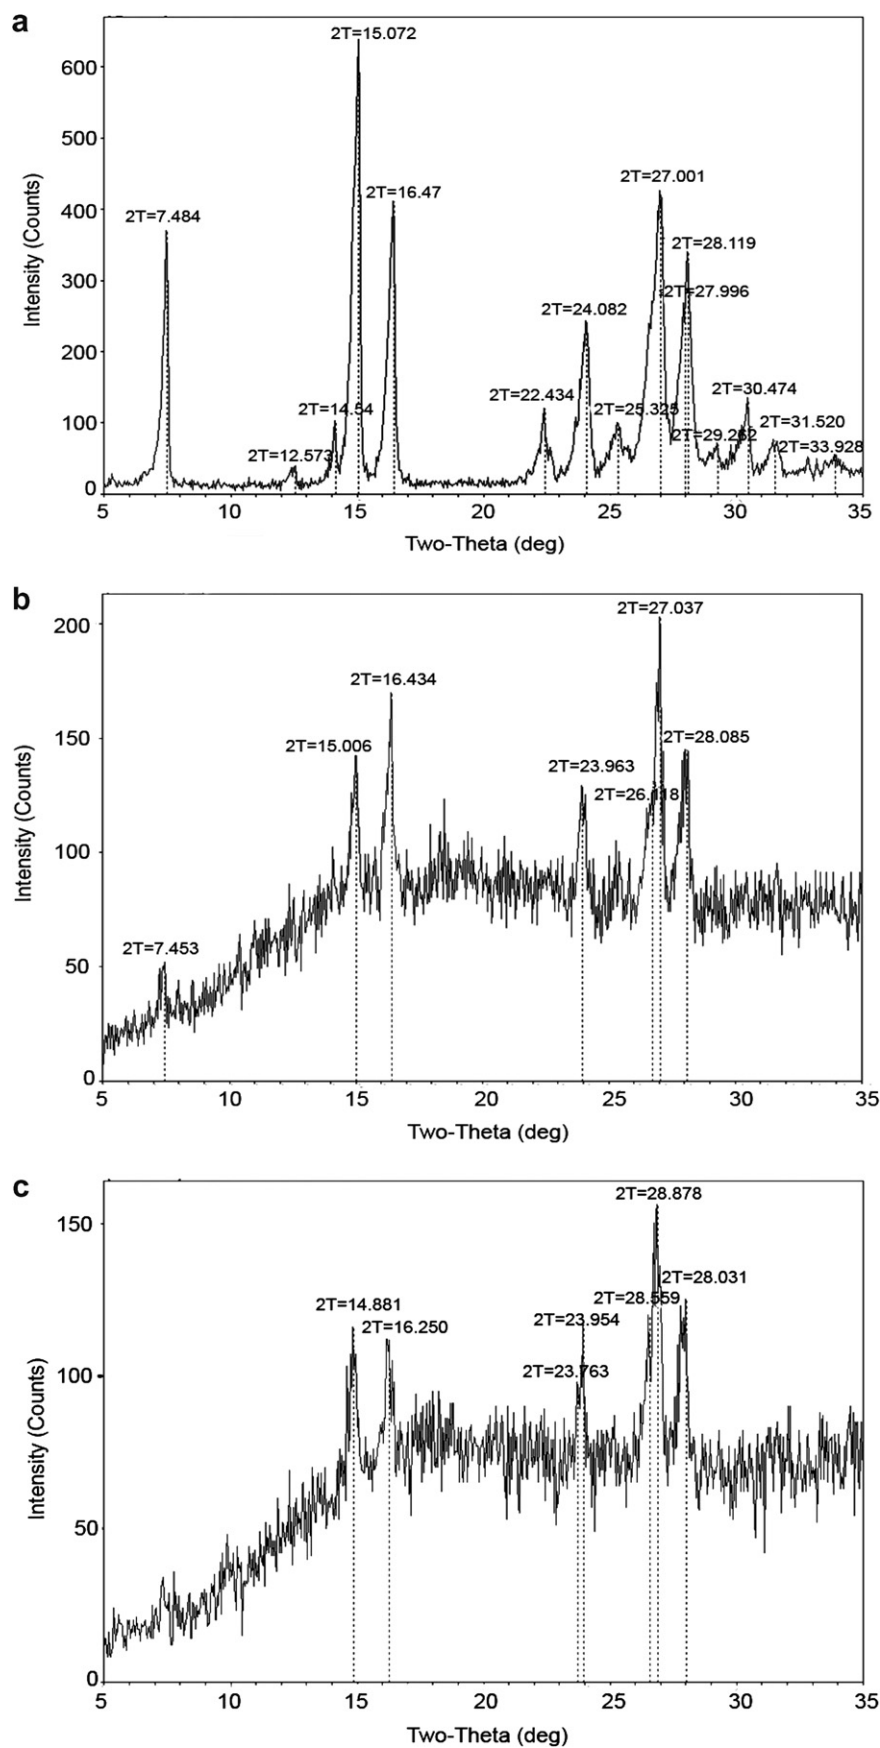 a
2T=15.072
600
500
2T=27.001
2T=16.47
400
2T=7.484
2T=28.119
Intensity (Counts)
300
2T=27.996
2T=24.082
200
2T=22.434
2T=30.474
2T=14.54
2T=25.325
100
2T=31.520
2T=29.262
2T=12.573
2T=33.928
0
5 10 15 20 25 30 35
Two-Theta (deg)
b
2T=27.037
200
2T=16.434
2T=15.006
2T=28.085
150
2T=23.963
2T=26.118
Intensity (Counts)
100
2T=7.453
50
0
5 10 15 20 25 30 35
Two-Theta (deg)
c
2T=28.878
150
2T=28.031
2T=14.881
2T=28.559
2T=16.250
2T=23.954
2T=23.763
100
Intensity (Counts)
50
0
5 10 15 20 25 30 35
Two-Theta (deg)